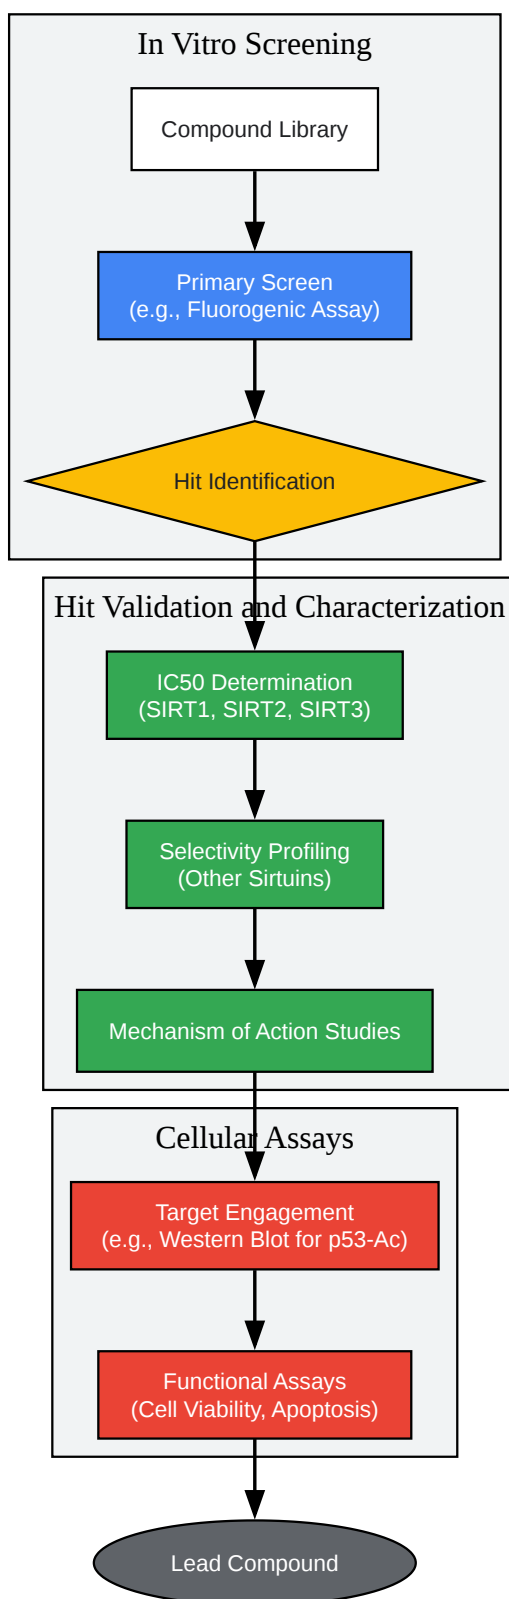 In Vitro Screening
Compound Library
Primary Screen
(e.g., Fluorogenic Assay)
Hit Identification
Hit Validation and Characterization
IC50 Determination
(SIRT1, SIRT2, SIRT3)
Selectivity Profiling
(Other Sirtuins)
Mechanism of Action Studies
Cellular Assays
Target Engagement
(e.g., Western Blot for p53-Ac)
Functional Assays
(Cell Viability, Apoptosis)
Lead Compound